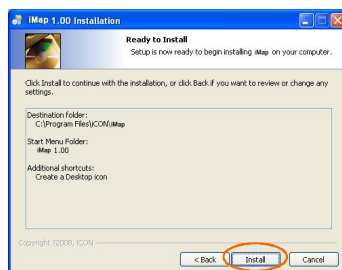 iMap 1.00 Installation
Ready to Install
Setup is now ready to begin installing iMap on your computer.
Click Install to continue with the installation, or click Back if you want to review or change any
settings.
Destination folder:
C:\Program Files\iCON\iMap
Start Menu Folder:
iMap 1.00
Additional shortcuts:
Create a Desktop icon
Copyright ?2008, iCON
< Back
Install
Cancel